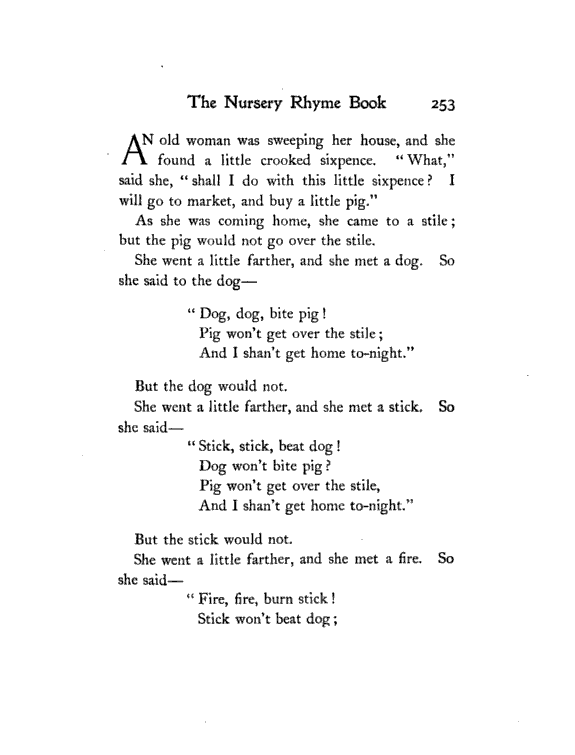 The Nursery Rhyme Book 253
AN old woman was sweeping her house, and she
found a little crooked sixpence. "What,"
said she, "shall I do with this little sixpence? I
will go to market, and buy a little pig."
As she was coming home, she came to a stile;
but the pig would not go over the stile.
She went a little farther, and she met a dog. So
she said to the dog—
"Dog, dog, bite pig!
Pig won't get over the stile;
And I shan't get home to-night."
But the dog would not.
She went a little farther, and she met a stick. So
she said—
"Stick, stick, beat dog!
Dog won't bite pig?
Pig won't get over the stile,
And I shan't get home to-night."
But the stick would not.
She went a little farther, and she met a fire. So
she said—
"Fire, fire, burn stick!
Stick won't beat dog;